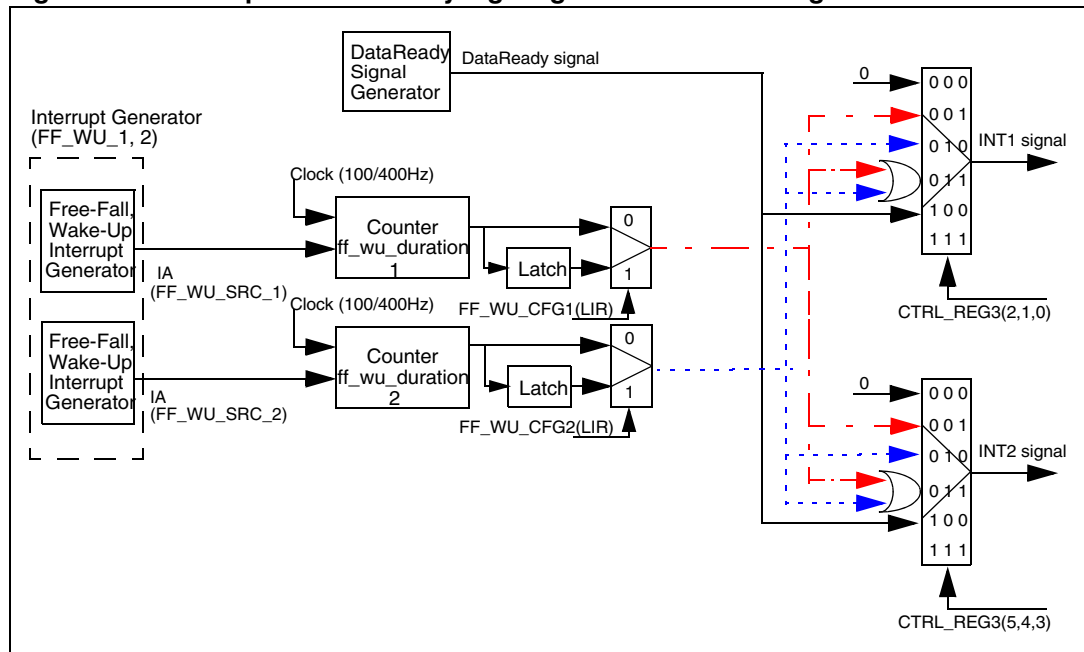 DataReady
Signal
Generator
DataReady signal
Interrupt Generator
(FF_WU_1, 2)
Free-Fall,
Wake-Up
Interrupt
Generator
IA
(FF_WU_SRC_1)
Clock (100/400Hz)
Counter
ff_wu_duration
1
Latch
0
1
FF_WU_CFG1(LIR)
Free-Fall,
Wake-Up
Interrupt
Generator
IA
(FF_WU_SRC_2)
Clock (100/400Hz)
Counter
ff_wu_duration
2
Latch
0
1
FF_WU_CFG2(LIR)
0
0 0 0
0 0 1
0 1 0
0 1 1
1 0 0
1 1 1
INT1 signal
CTRL_REG3(2,1,0)
0
0 0 0
0 0 1
0 1 0
0 1 1
1 0 0
1 1 1
INT2 signal
CTRL_REG3(5,4,3)